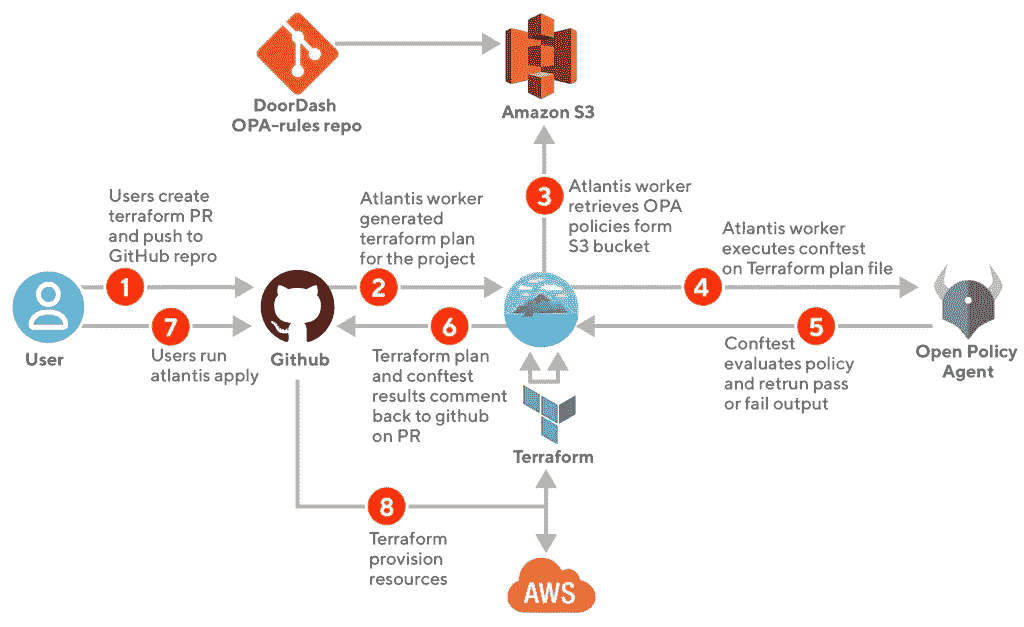 DoorDash
OPA-rules repo
Amazon S3
Users create
terraform PR
and push to
GitHub repro
Atlantis worker
generated
terraform plan
for the project
3
Atlantis worker
retrieves OPA
policies form
S3 bucket
Atlantis worker
executes conftest
on Terraform plan file
1
2
4
7
6
5
User
Users run
atlantis apply
Github
Terraform plan
and conftest
results comment
back to github
on PR
Conftest
evaluates policy
and retrun pass
or fail output
Open Policy
Agent
Terraform
8
Terraform
provision
resources
AWS